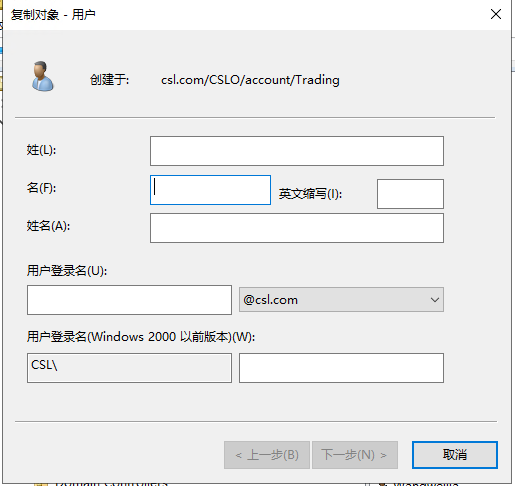 复制对象 - 用户
创建于: csl.com/CSLO/account/Trading
姓(L):
名(F):
英文缩写(I):
姓名(A):
用户登录名(U):
@csl.com
用户登录名(Windows 2000 以前版本)(W):
CSL\
< 上一步(B)
下一步(N) >
取消